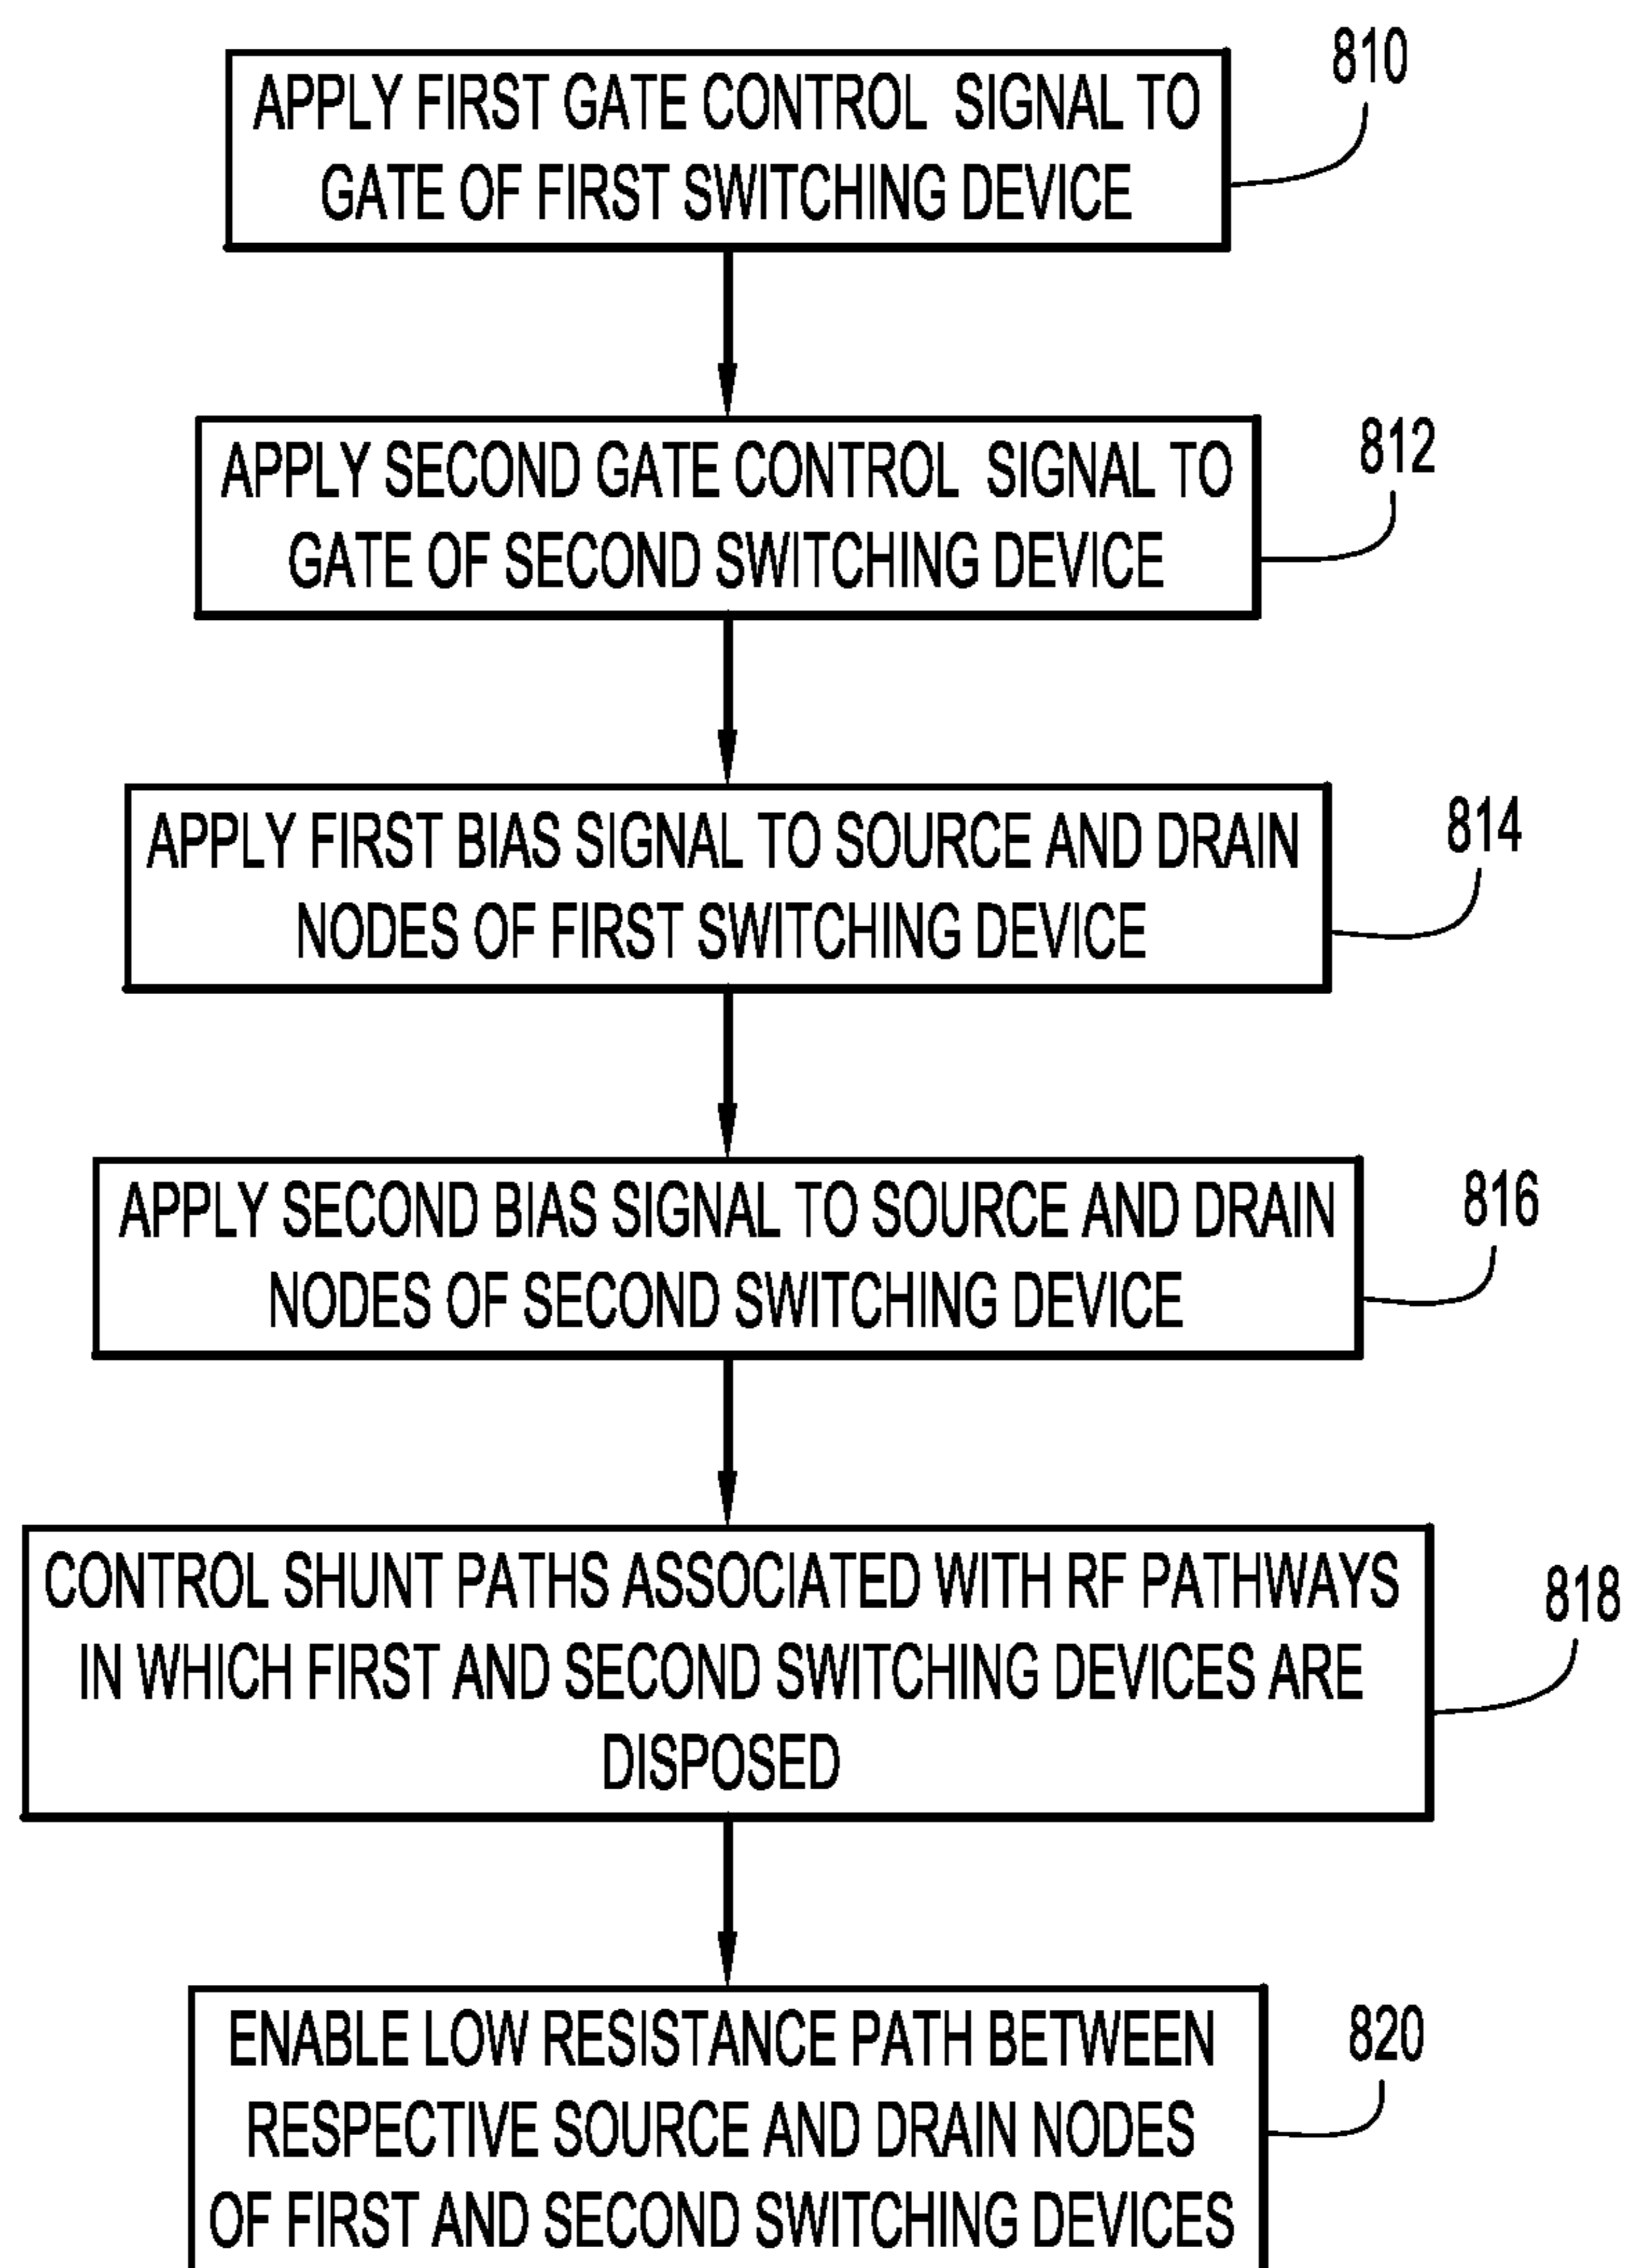 810
APPLY FIRST GATE CONTROL SIGNAL TO
GATE OF FIRST SWITCHING DEVICE
812
APPLY SECOND GATE CONTROL SIGNAL TO
GATE OF SECOND SWITCHING DEVICE
814
APPLY FIRST BIAS SIGNAL TO SOURCE AND DRAIN
NODES OF FIRST SWITCHING DEVICE
816
APPLY SECOND BIAS SIGNAL TO SOURCE AND DRAIN
NODES OF SECOND SWITCHING DEVICE
818
CONTROL SHUNT PATHS ASSOCIATED WITH RF PATHWAYS
IN WHICH FIRST AND SECOND SWITCHING DEVICES ARE
DISPOSED
820
ENABLE LOW RESISTANCE PATH BETWEEN
RESPECTIVE SOURCE AND DRAIN NODES
OF FIRST AND SECOND SWITCHING DEVICES